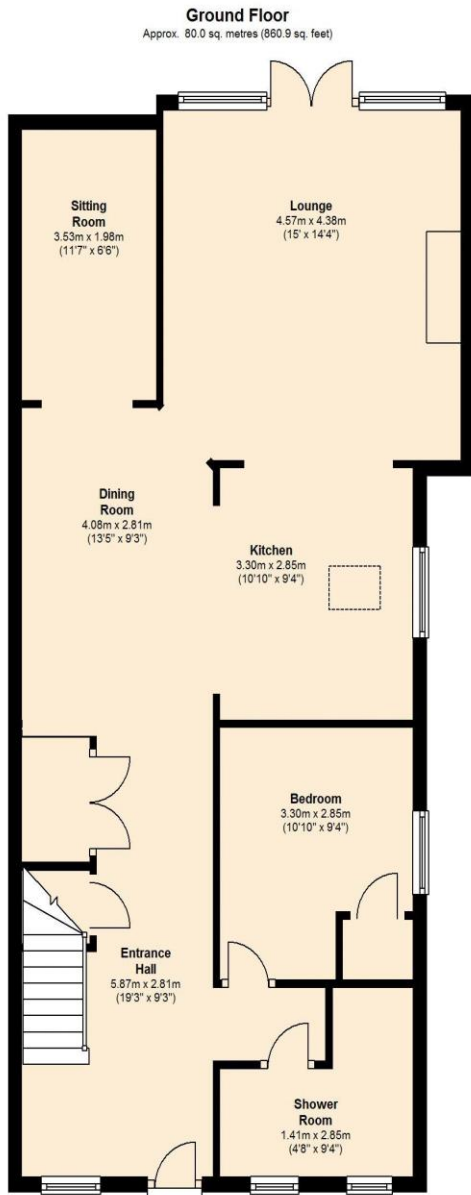 Ground Floor
Approx. 80.0 sq. metres (860.9 sq. feet)
Sitting
Room
3.53m x 1.98m
(11'7" x 6'6")
Lounge
4.57m x 4.38m
(15' x 14'4")
Dining
Room
4.08m x 2.81m
(13'5" x 9'3")
Kitchen
3.30m x 2.85m
(10'10" x 9'4")
Bedroom
3.30m x 2.85m
(10'10" x 9'4")
Entrance
Hall
5.87m x 2.81m
(19'3" x 9'3")
Shower
Room
1.41m x 2.85m
(4'8" x 9'4")